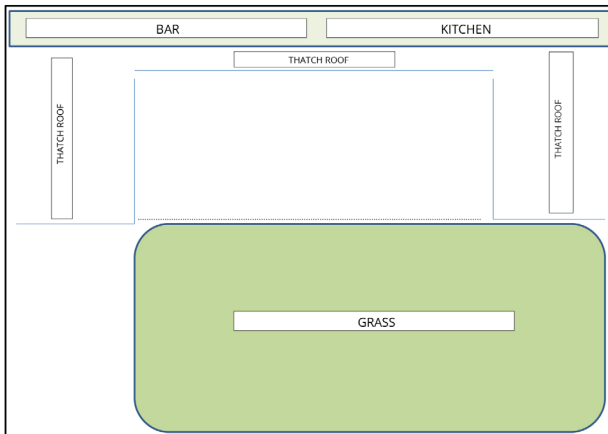 BAR
KITCHEN
THATCH ROOF
THATCH ROOF
THATCH ROOF
GRASS